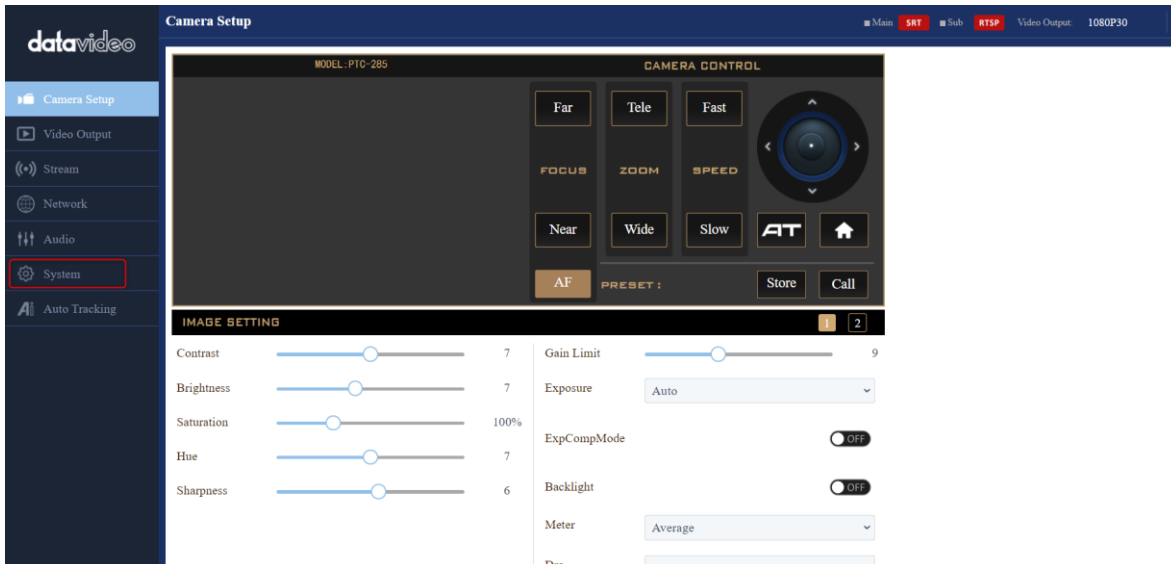 datavideo
Camera Setup
Main SRT Sub RTSP Video Output: 1080P30
Camera Setup
Video Output
Stream
Network
Audio
System
Auto Tracking
MODEL:PTC-285
CAMERA CONTROL
Far Tele Fast
FOCUS ZOOM SPEED
Near Wide Slow AT
AF PRESET : Store Call
IMAGE SETTING 1 2
Contrast 7
Brightness 7
Saturation 100%
Hue 7
Sharpness 6
Gain Limit 9
Exposure Auto
ExpCompMode OFF
Backlight OFF
Meter Average